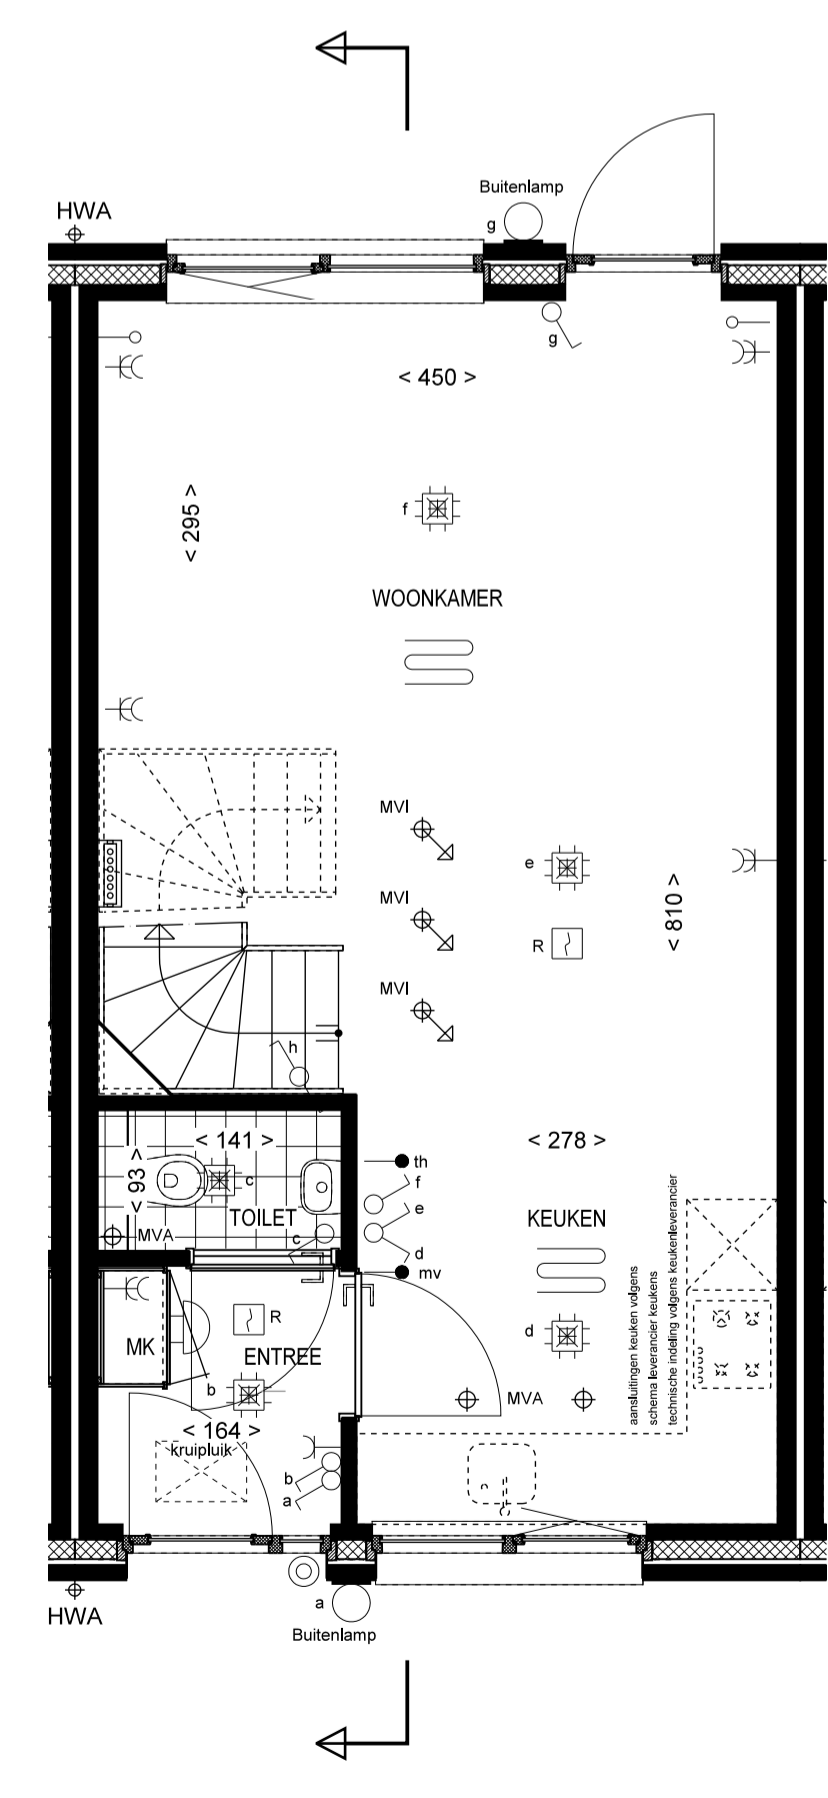 Buitenlamp
g
HWA
g
< 450 >
< 295 >
f
WOONKAMER
MVI
e
< 810 >
MVI
R
MVI
h
< 141 >
< 278 >
th
< 93 >
c
f
e
TOILET
KEUKEN
MVA
c
d
mv
aansluitingen keuken volgens
schema leverancier keukens
technische indeling volgens keukenleverancier
R
d
MK
ENTREE
b
MVA
< 164 >
kruipluik
b
a
a
HWA
Buitenlamp